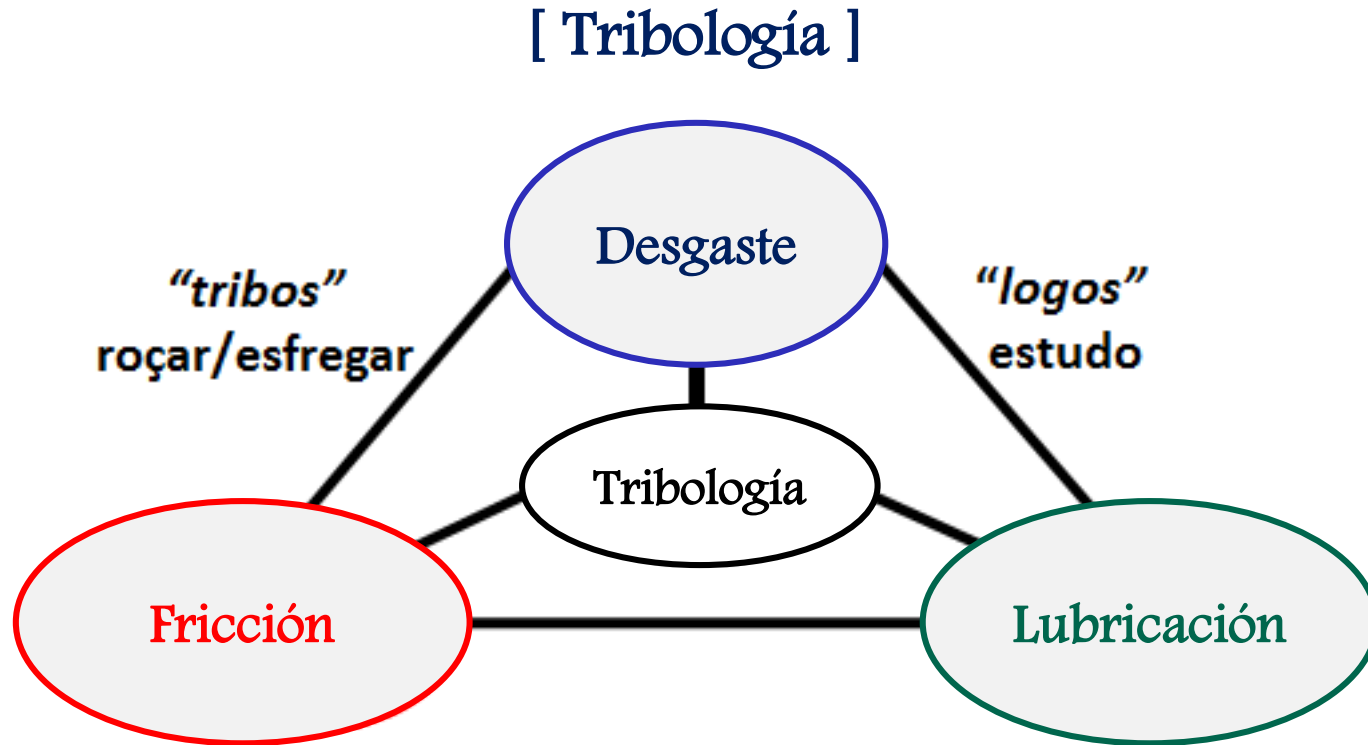 [ Tribología ]
Desgaste
“tribos”
roçar/esfregar
“logos”
estudo
Tribología
Fricción
Lubricación